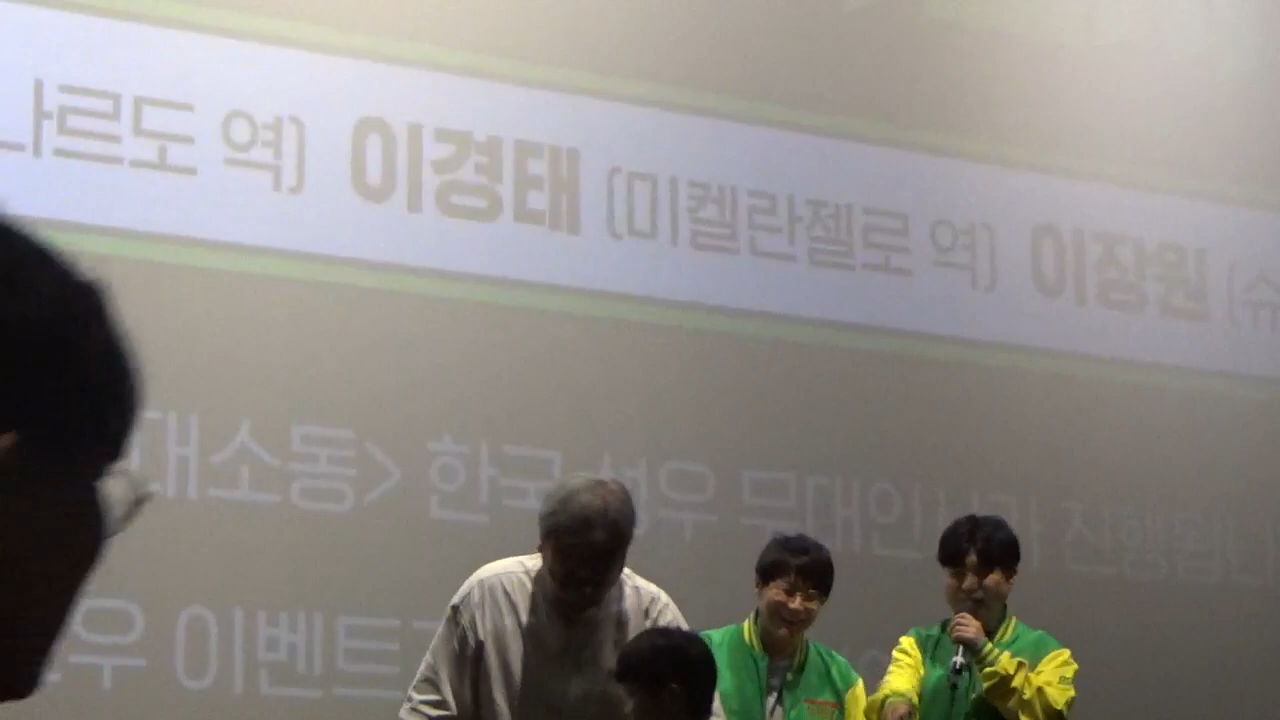 나르도 역) 이경태 (미켈란젤로 역) 이장원 (슈
대소동> 한국 성우 무대인사가 진행됩니
우 이벤트